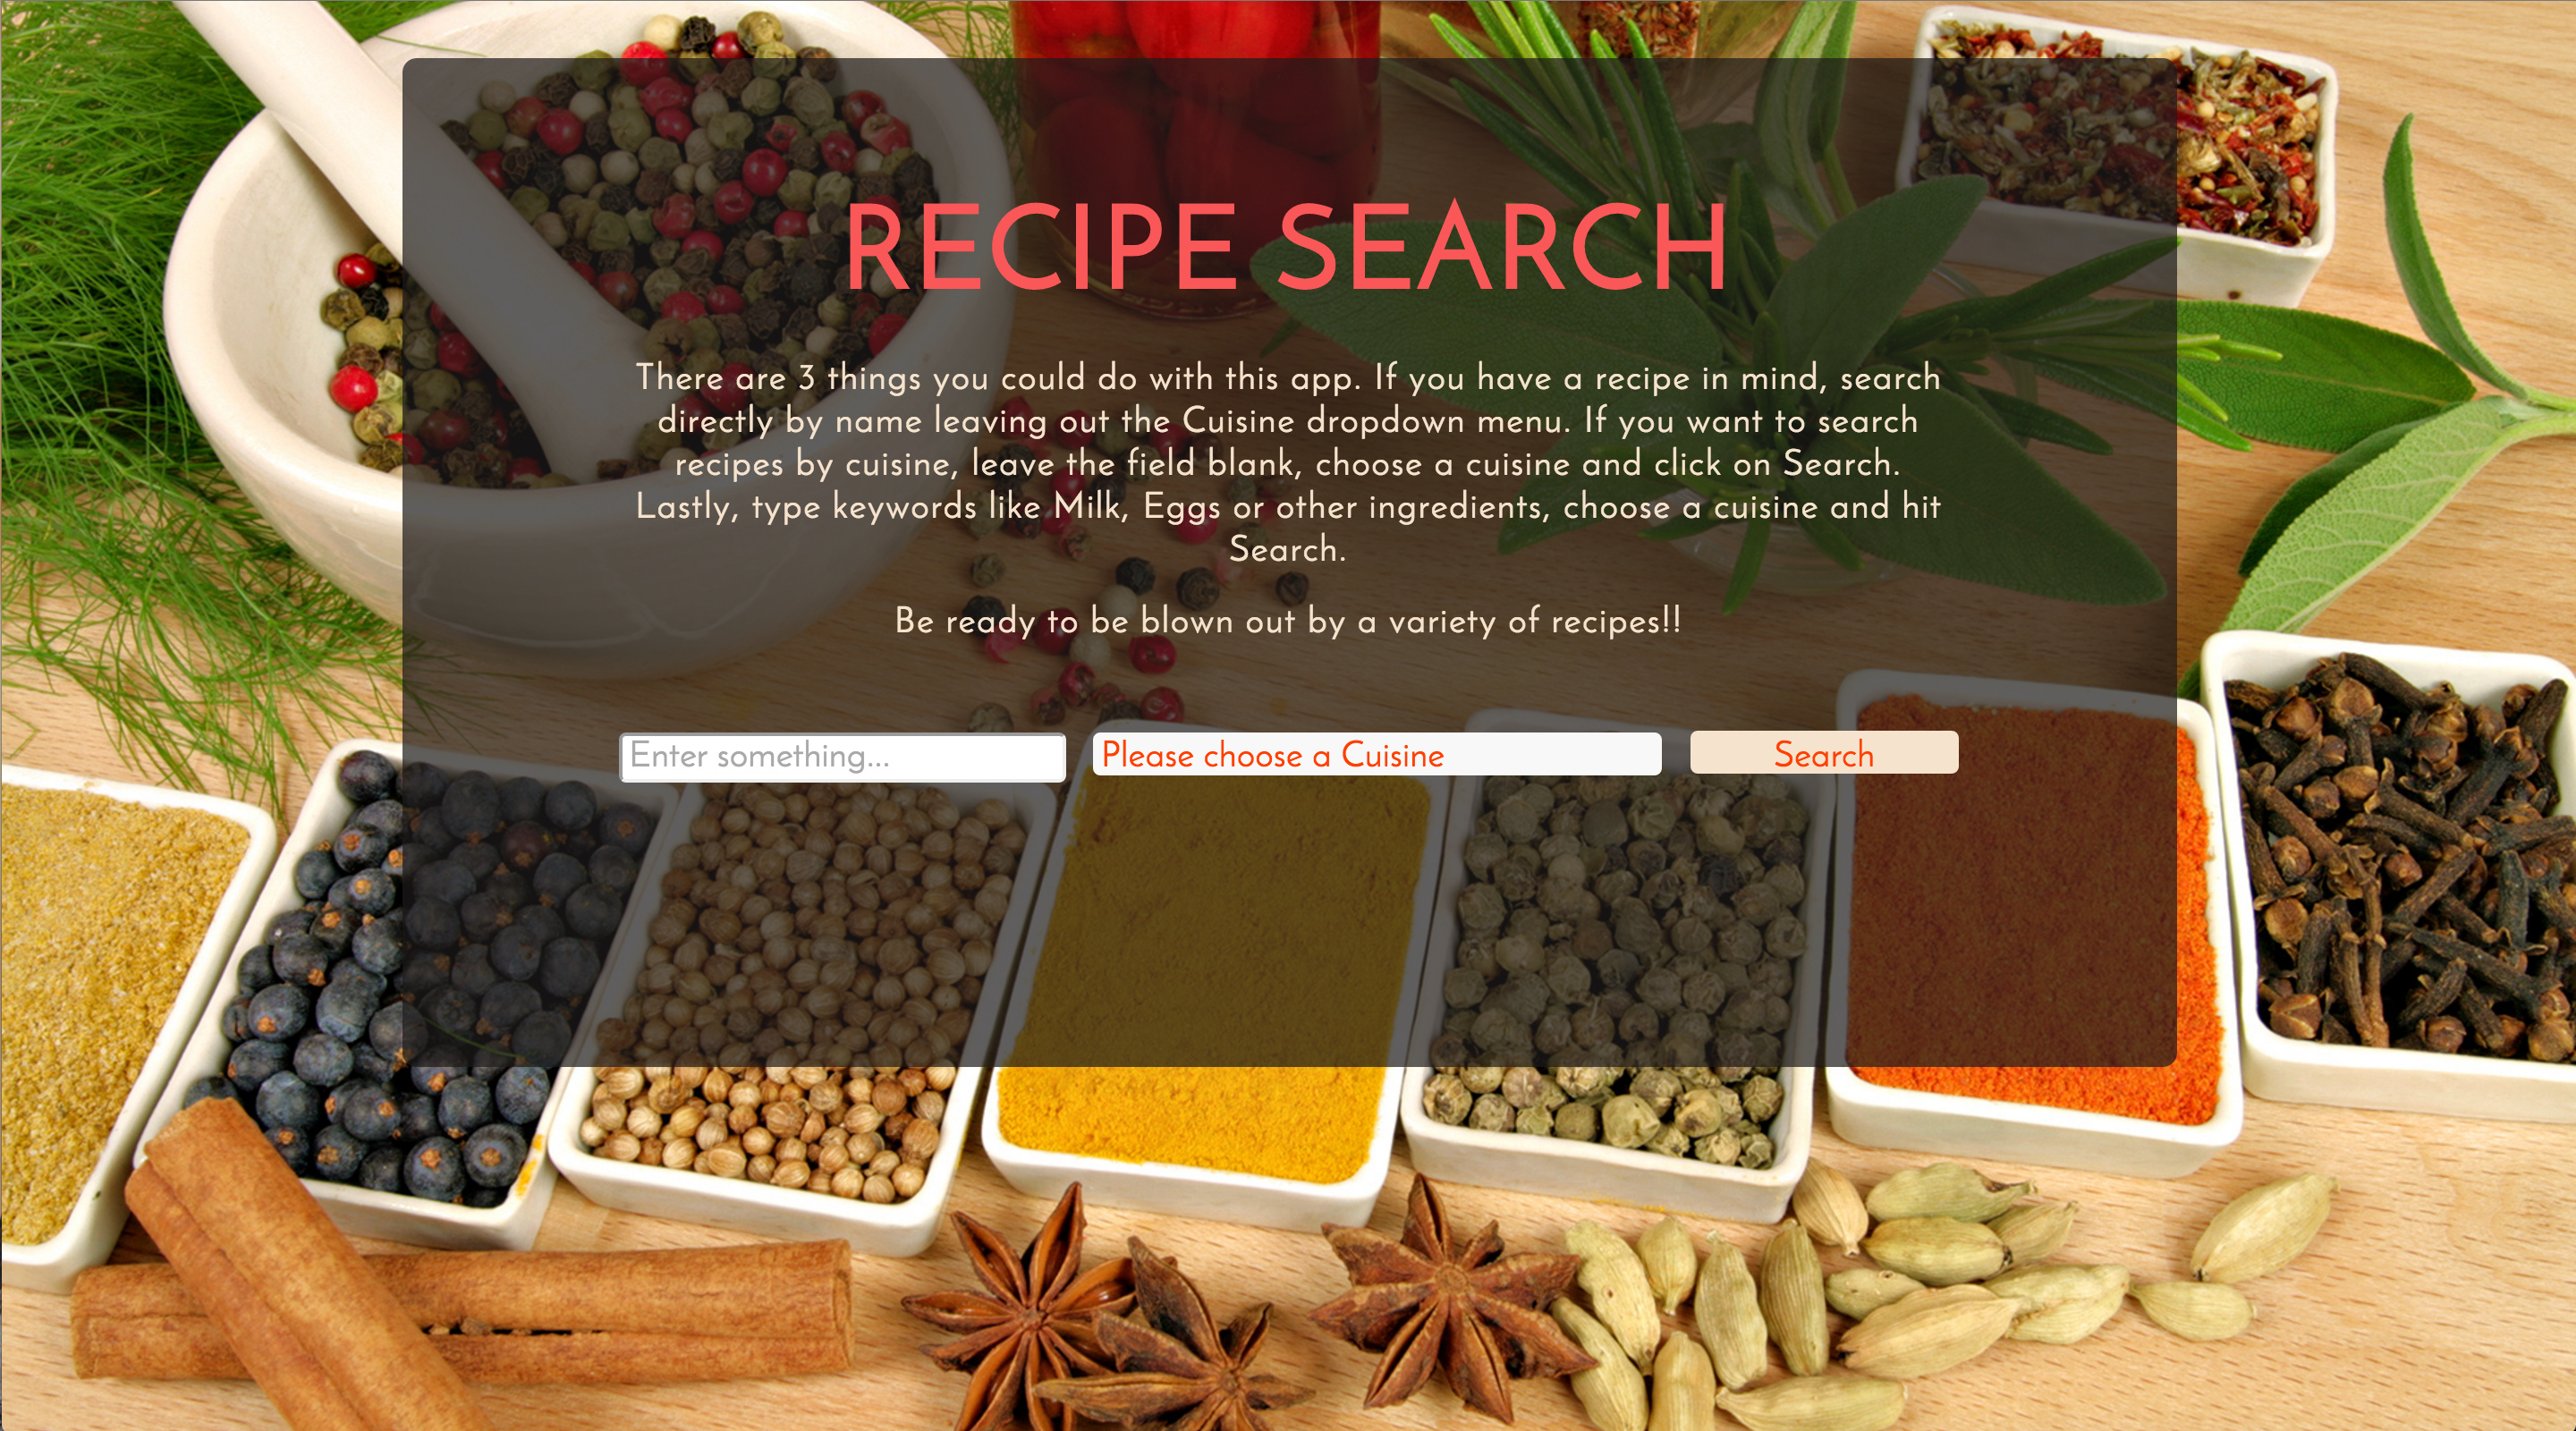 RECIPE SEARCH
There are 3 things you could do with this app. If you have a recipe in mind, search
directly by name leaving out the Cuisine dropdown menu. If you want to search
recipes by cuisine, leave the field blank, choose a cuisine and click on Search.
Lastly, type keywords like Milk, Eggs or other ingredients, choose a cuisine and hit
Search.
Be ready to be blown out by a variety of recipes!!
Enter something... Please choose a Cuisine Search